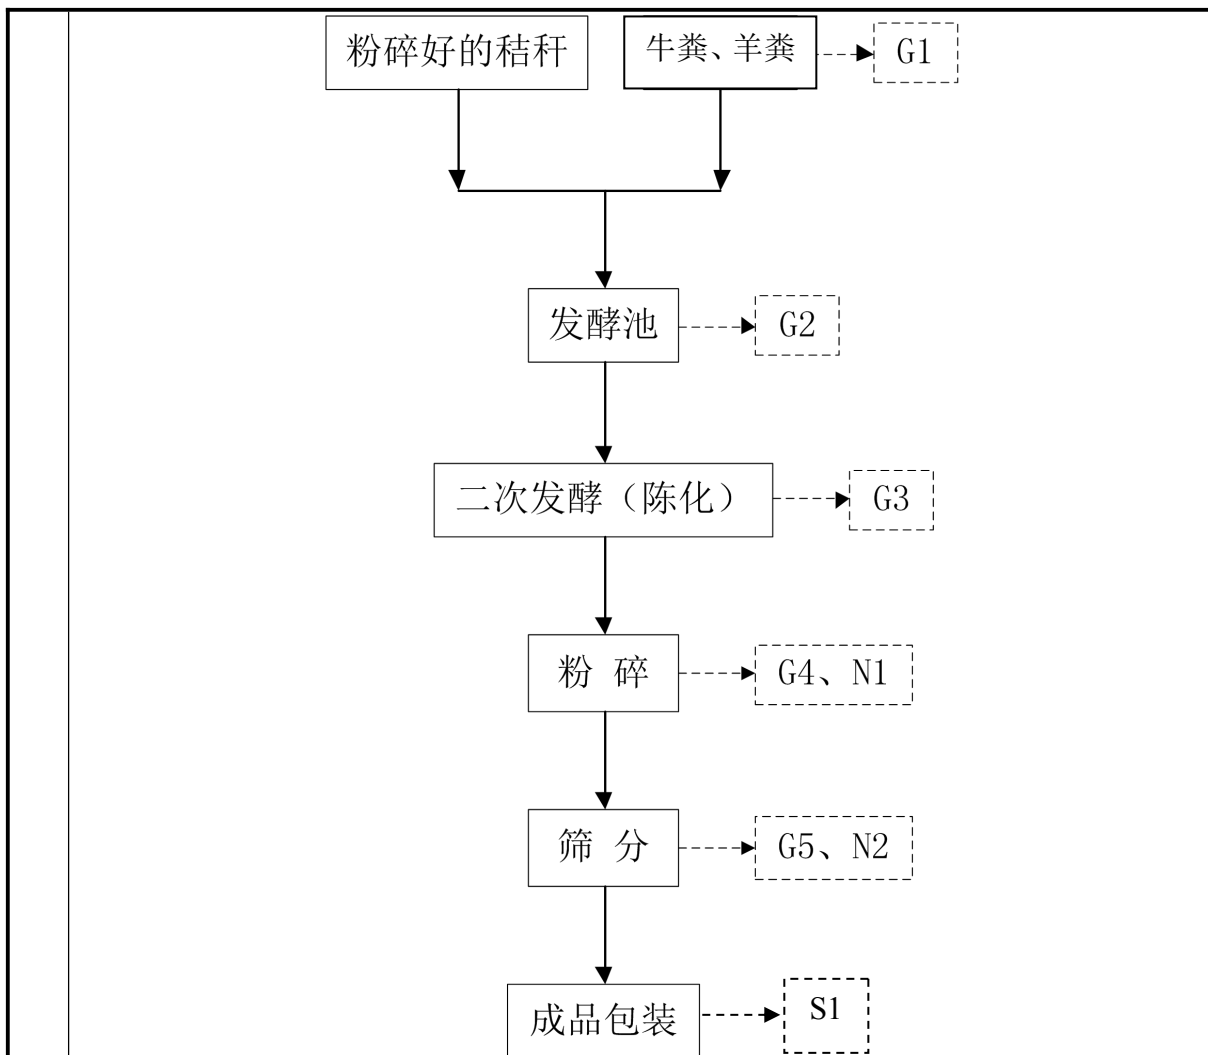 粉碎好的秸秆
牛粪、羊粪
G1
发酵池
G2
二次发酵（陈化）
G3
粉 碎
G4、N1
筛 分
G5、N2
成品包装
S1